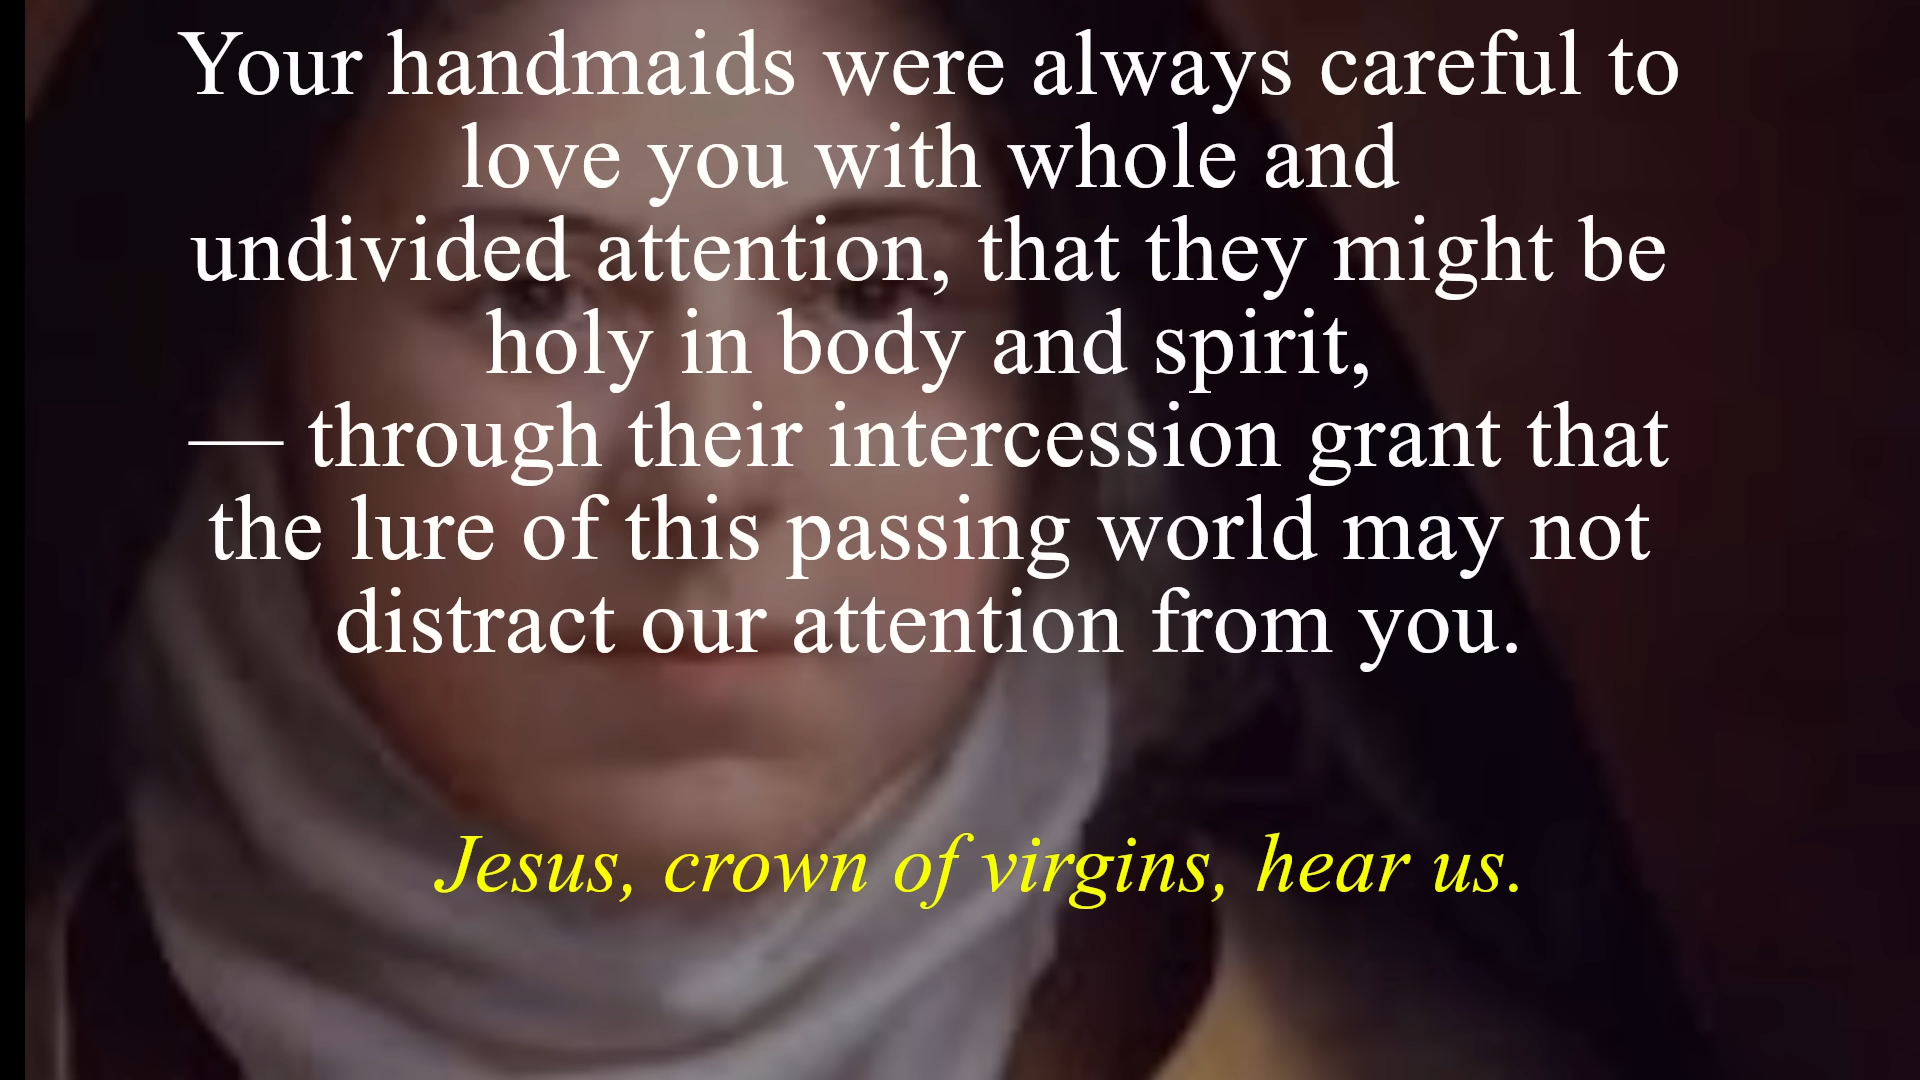 Your handmaids were always careful to
love you with whole and
undivided attention, that they might be
holy in body and spirit,
— through their intercession grant that
the lure of this passing world may not
distract our attention from you.
Jesus, crown of virgins, hear us.